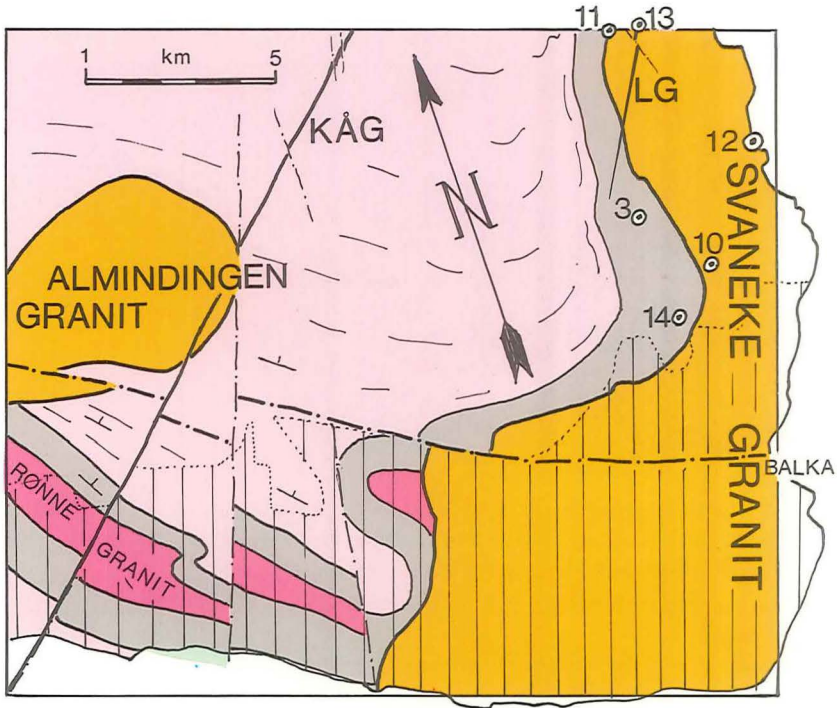 11
13
1 km 5
LG
KÅG
12
N
3
SVANEKE GRANIT
10
ALMINDINGEN
GRANIT
14
BALKA
RØNNE
GRANIT